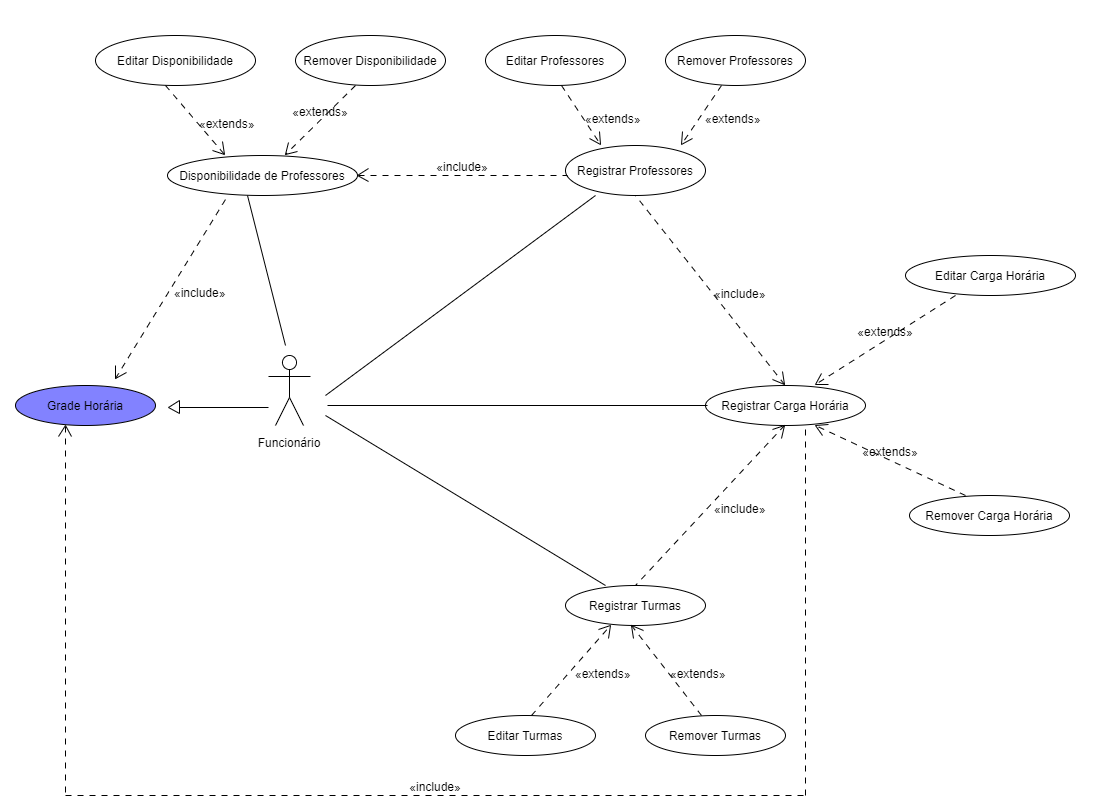 Editar Disponibilidade
Remover Disponibilidade
Editar Professores
Remover Professores
«extends»
«extends»
«extends»
«extends»
Disponibilidade de Professores
«include»
Registrar Professores
«include»
«include»
Editar Carga Horária
«extends»
Grade Horária
Funcionário
Registrar Carga Horária
«extends»
«include»
Remover Carga Horária
Registrar Turmas
«extends»
«extends»
Editar Turmas
Remover Turmas
«include»